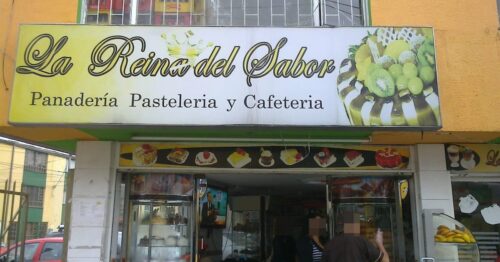 La Reina del Sabor
Panadería Pasteleria y Cafeteria